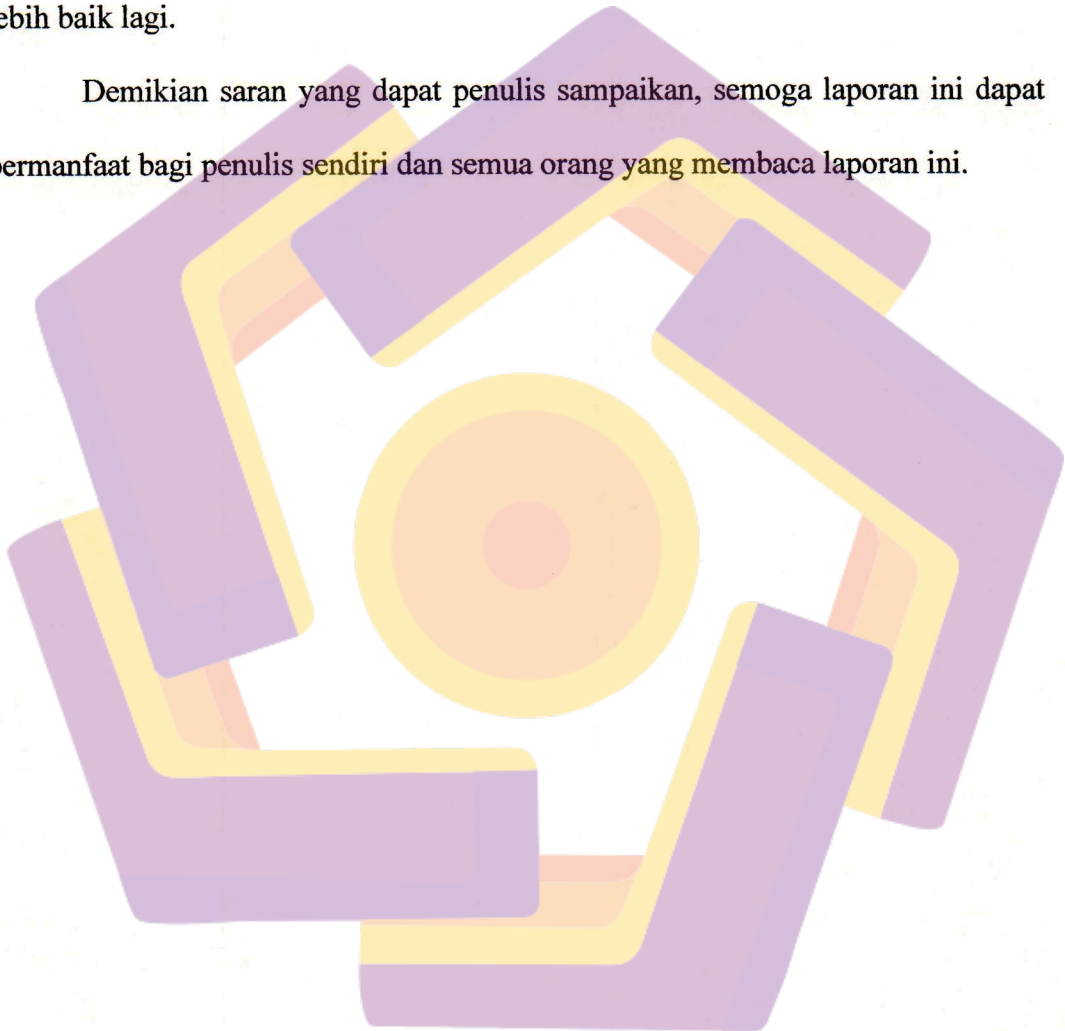 ebih baik lagi.
Demikian saran yang dapat penulis sampaikan, semoga laporan ini dapat
bermanfaat bagi penulis sendiri dan semua orang yang membaca laporan ini.